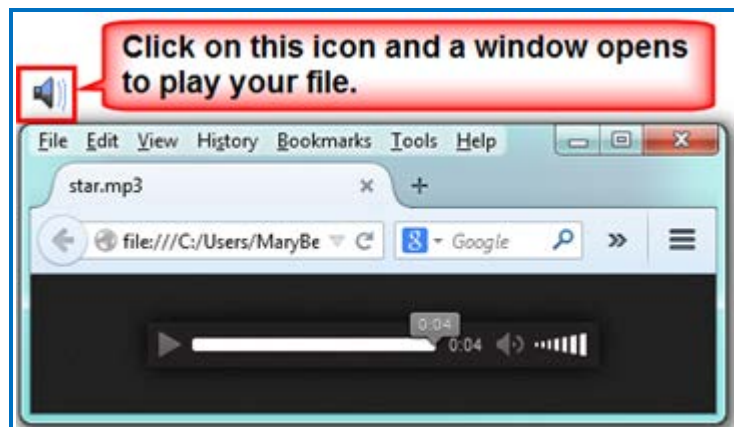 Click on this icon and a window opens
to play your file.
File Edit View History Bookmarks Tools Help
star.mp3
file:///C:/Users/MaryBe Google
0:04
0:04